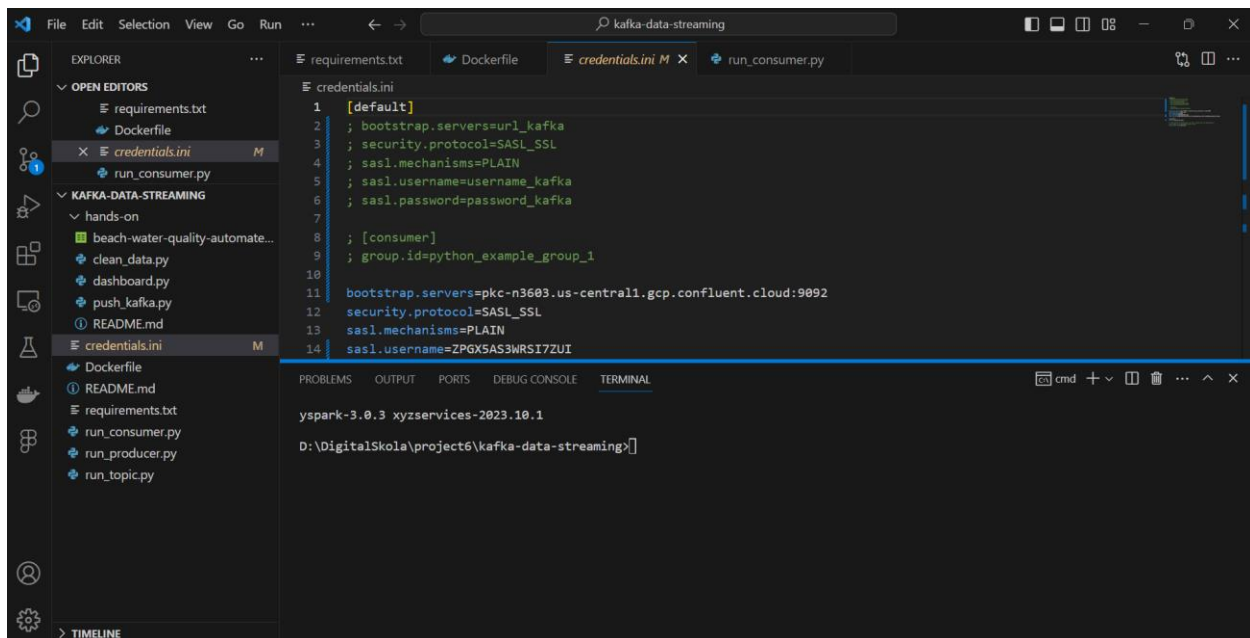 File Edit Selection View Go Run ... kafka-data-streaming
EXPLORER ...
OPEN EDITORS
requirements.txt
Dockerfile
credentials.ini M
run_consumer.py
KAFKA-DATA-STREAMING
hands-on
beach-water-quality-automate...
clean_data.py
dashboard.py
push_kafka.py
README.md
credentials.ini M
Dockerfile
README.md
requirements.txt
run_consumer.py
run_producer.py
run_topic.py
TIMELINE
1
requirements.txt Dockerfile credentials.ini M run_consumer.py
credentials.ini
1 [default]
2 ; bootstrap.servers=url_kafka
3 ; security.protocol=SASL_SSL
4 ; sasl.mechanisms=PLAIN
5 ; sasl.username=username_kafka
6 ; sasl.password=password_kafka
7
8 ; [consumer]
9 ; group.id=python_example_group_1
10
11 bootstrap.servers=pkc-n3603.us-central1.gcp.confluent.cloud:9092
12 security.protocol=SASL_SSL
13 sasl.mechanisms=PLAIN
14 sasl.username=ZPGX5AS3WRSI7ZUI
PROBLEMS OUTPUT PORTS DEBUG CONSOLE TERMINAL cmd
yspark-3.0.3 xyzservices-2023.10.1
D:\DigitalSkola\project6\kafka-data-streaming>